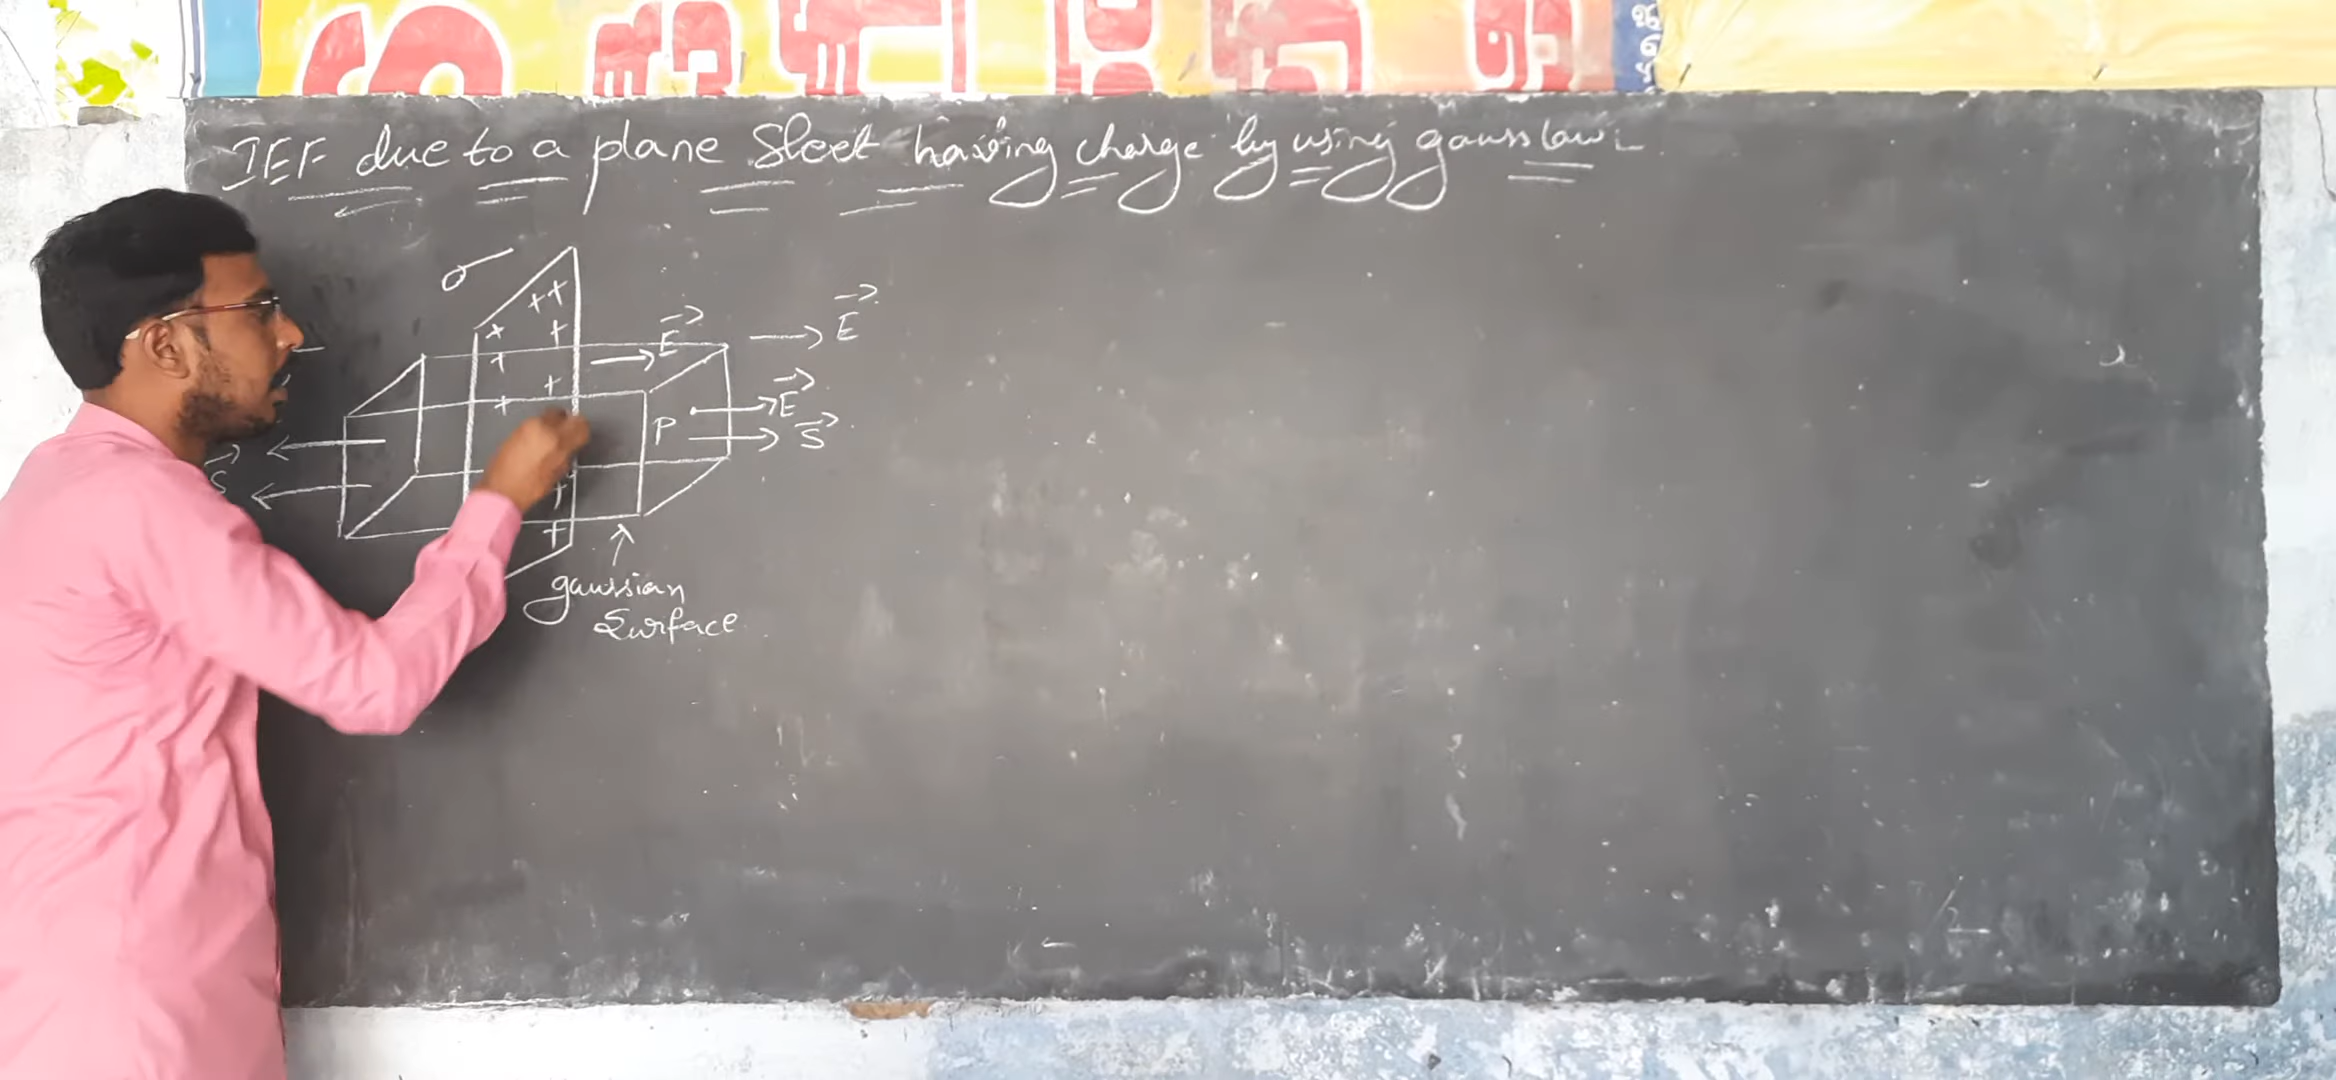 IEF due to a plane Sheet having charge by using gauss law:-
σ
++
+ +
+ +
+ +
E E
P E
S
S
+
+
gaussian
Surface